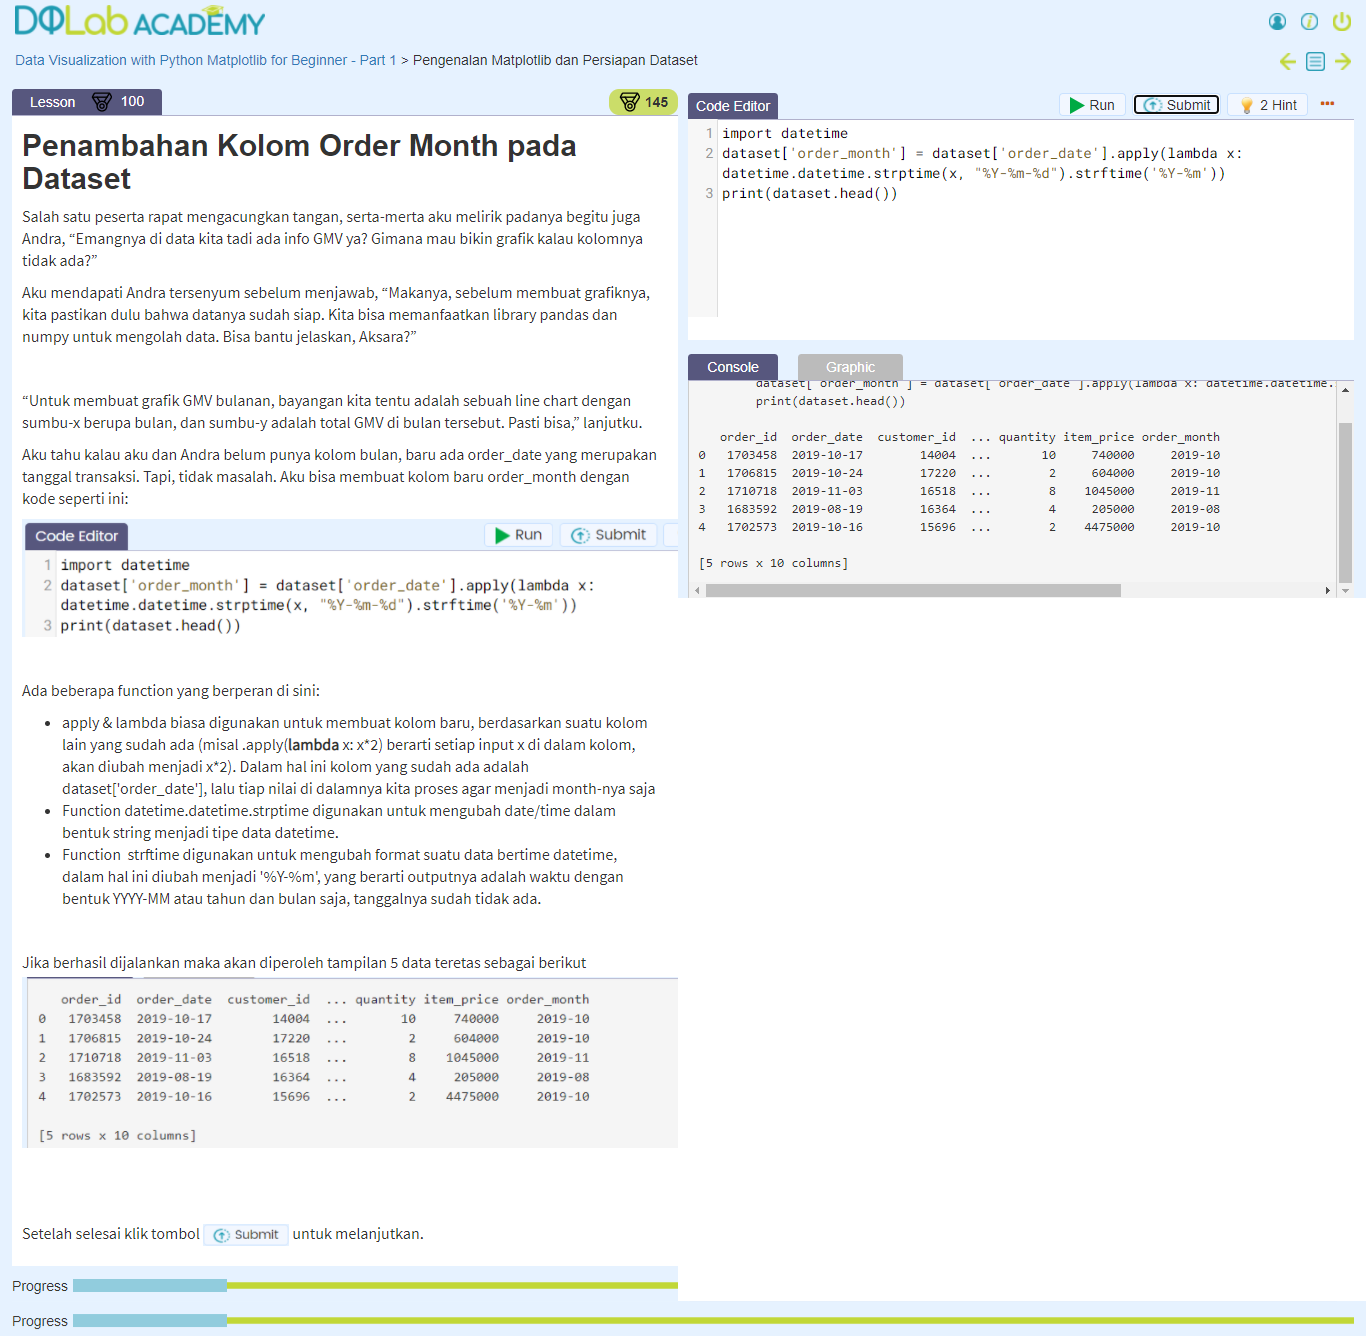 DQLab ACADEMY
Data Visualization with Python Matplotlib for Beginner - Part 1 > Pengenalan Matplotlib dan Persiapan Dataset
Lesson 100
145
Penambahan Kolom Order Month pada
Dataset
Salah satu peserta rapat mengacungkan tangan, serta-merta aku melirik padanya begitu juga
Andra, “Emangnya di data kita tadi ada info GMV ya? Gimana mau bikin grafik kalau kolomnya
tidak ada?”
Aku mendapati Andra tersenyum sebelum menjawab, “Makanya, sebelum membuat grafiknya,
kita pastikan dulu bahwa datanya sudah siap. Kita bisa memanfaatkan library pandas dan
numpy untuk mengolah data. Bisa bantu jelaskan, Aksara?”
“Untuk membuat grafik GMV bulanan, bayangan kita tentu adalah sebuah line chart dengan
sumbu-x berupa bulan, dan sumbu-y adalah total GMV di bulan tersebut. Pasti bisa,” lanjutku.
Aku tahu kalau aku dan Andra belum punya kolom bulan, baru ada order_date yang merupakan
tanggal transaksi. Tapi, tidak masalah. Aku bisa membuat kolom baru order_month dengan
kode seperti ini:
Code Editor Run Submit
1 import datetime
2 dataset['order_month'] = dataset['order_date'].apply(lambda x:
datetime.datetime.strptime(x, "%Y-%m-%d").strftime('%Y-%m'))
3 print(dataset.head())
Ada beberapa function yang berperan di sini:
• apply & lambda biasa digunakan untuk membuat kolom baru, berdasarkan suatu kolom
lain yang sudah ada (misal .apply(lambda x: x*2) berarti setiap input x di dalam kolom,
akan diubah menjadi x*2). Dalam hal ini kolom yang sudah ada adalah
dataset['order_date'], lalu tiap nilai di dalamnya kita proses agar menjadi month-nya saja
• Function datetime.datetime.strptime digunakan untuk mengubah date/time dalam
bentuk string menjadi tipe data datetime.
• Function  strftime digunakan untuk mengubah format suatu data bertime datetime,
dalam hal ini diubah menjadi '%Y-%m', yang berarti outputnya adalah waktu dengan
bentuk YYYY-MM atau tahun dan bulan saja, tanggalnya sudah tidak ada.
Jika berhasil dijalankan maka akan diperoleh tampilan 5 data teretas sebagai berikut
order_id order_date customer_id ... quantity item_price order_month
0 1703458 2019-10-17 14004 ... 10 740000 2019-10
1 1706815 2019-10-24 17220 ... 2 604000 2019-10
2 1710718 2019-11-03 16518 ... 8 1045000 2019-11
3 1683592 2019-08-19 16364 ... 4 205000 2019-08
4 1702573 2019-10-16 15696 ... 2 4475000 2019-10
[5 rows x 10 columns]
Setelah selesai klik tombol Submit untuk melanjutkan.
Progress
Progress
Code Editor Run Submit 2 Hint
1 import datetime
2 dataset['order_month'] = dataset['order_date'].apply(lambda x:
datetime.datetime.strptime(x, "%Y-%m-%d").strftime('%Y-%m'))
3 print(dataset.head())
Console Graphic
dataset['order_month'] = dataset['order_date'].apply(lambda x: datetime.datetime.
print(dataset.head())
order_id order_date customer_id ... quantity item_price order_month
0 1703458 2019-10-17 14004 ... 10 740000 2019-10
1 1706815 2019-10-24 17220 ... 2 604000 2019-10
2 1710718 2019-11-03 16518 ... 8 1045000 2019-11
3 1683592 2019-08-19 16364 ... 4 205000 2019-08
4 1702573 2019-10-16 15696 ... 2 4475000 2019-10
[5 rows x 10 columns]